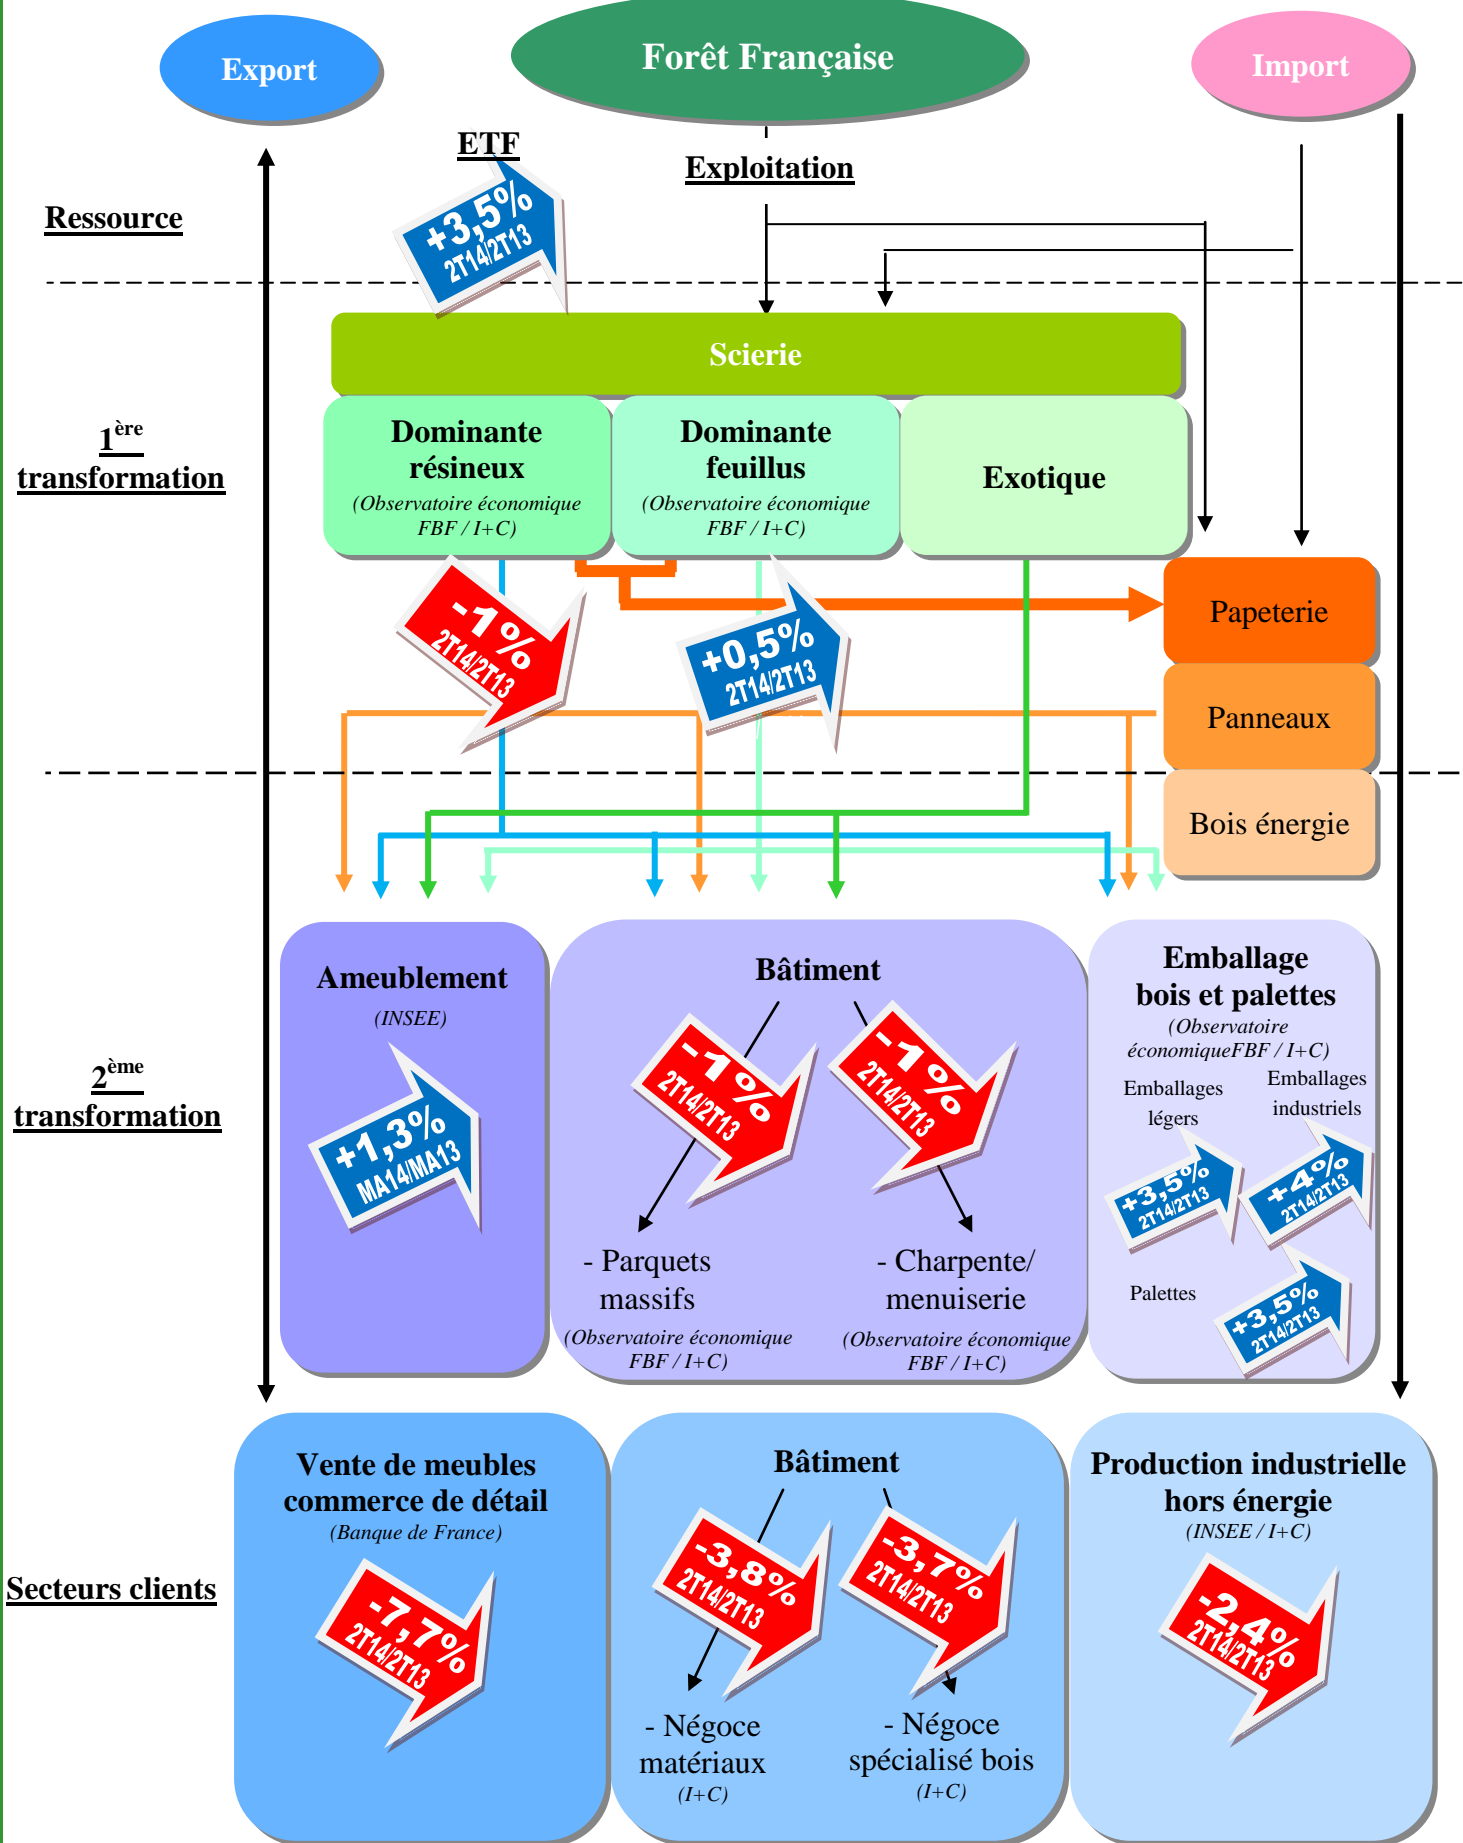 Export
Forêt Française
Import
ETF
Exploitation
+3,5%
2T14/2T13
Ressource
Scierie
1ère
transformation
Dominante
résineux
(Observatoire économique
FBF / I+C)
Dominante
feuillus
(Observatoire économique
FBF / I+C)
Exotique
-1%
2T14/2T13
+0,5%
2T14/2T13
Papeterie
Panneaux
Bois énergie
2ème
transformation
Ameublement
(INSEE)
+1,3%
MA14/MA13
Bâtiment
-1%
2T14/2T13
-1%
2T14/2T13
- Parquets
massifs
(Observatoire économique
FBF / I+C)
- Charpente/
menuiserie
(Observatoire économique
FBF / I+C)
Emballage
bois et palettes
(Observatoire
économiqueFBF / I+C)
Emballages
légers
Emballages
industriels
+3,5%
2T14/2T13
+4%
2T14/2T13
Palettes
+3,5%
2T14/2T13
Secteurs clients
Vente de meubles
commerce de détail
(Banque de France)
-7,7%
2T14/2T13
Bâtiment
-3,8%
2T14/2T13
-3,7%
2T14/2T13
- Négoce
matériaux
(I+C)
- Négoce
spécialisé bois
(I+C)
Production industrielle
hors énergie
(INSEE / I+C)
-2,4%
2T14/2T13